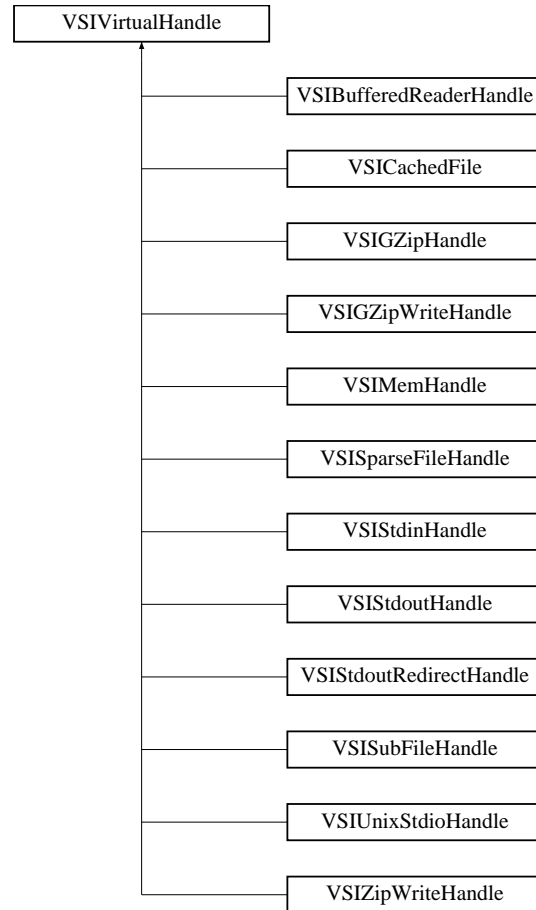 VSIVirtualHandle
VSIBufferedReaderHandle
VSICachedFile
VSIGZipHandle
VSIGZipWriteHandle
VSIMemHandle
VSISparseFileHandle
VSIStdinHandle
VSIStdoutHandle
VSIStdoutRedirectHandle
VSISubFileHandle
VSIUnixStdioHandle
VSIZipWriteHandle